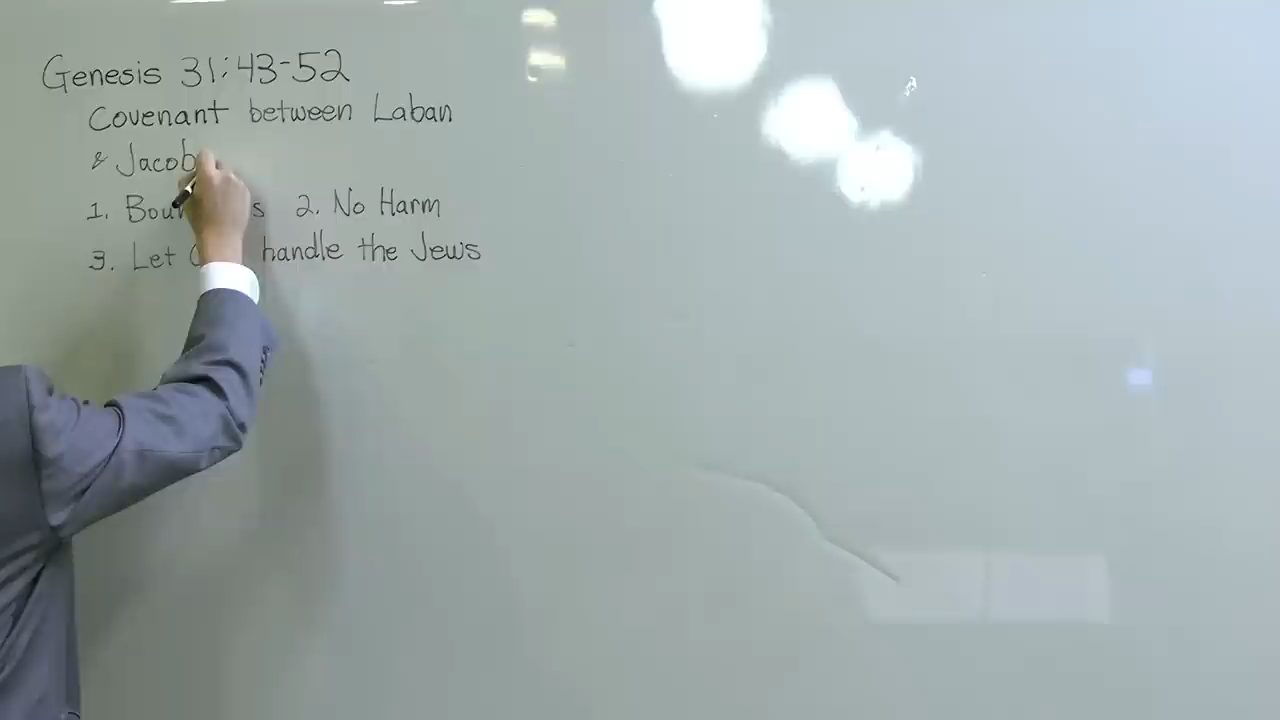 Genesis 31:43-52
Covenant between Laban
& Jacob
1. 2. No Harm
3. Let handle the Jews